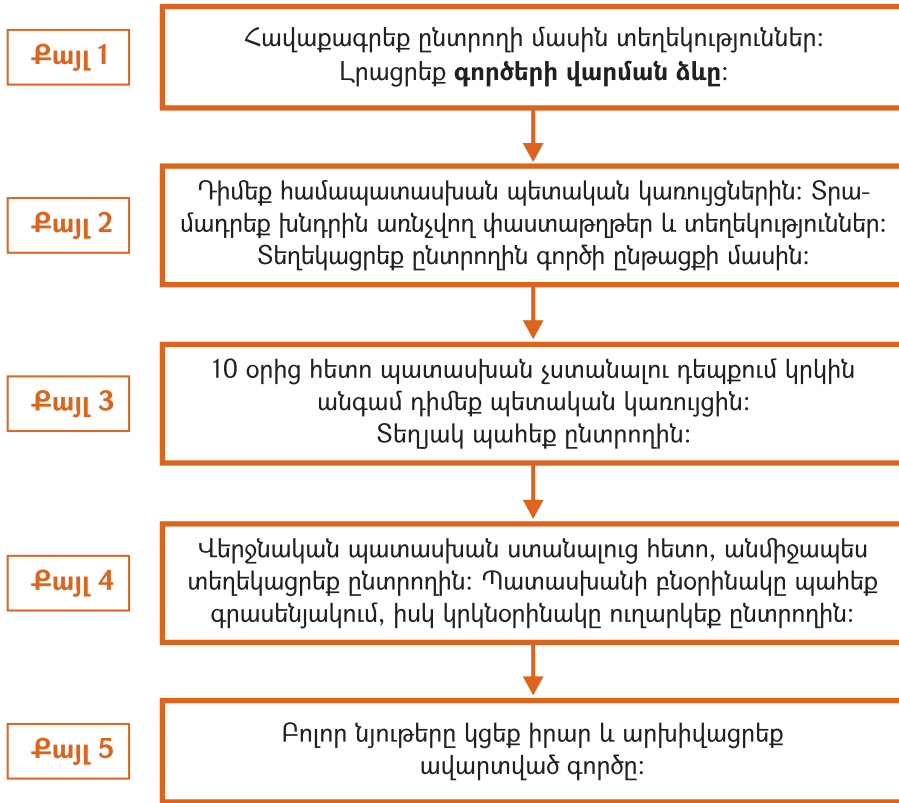 Քայլ 1
Հավաքագրեք ընտրողի մասին տեղեկություններ:
Լրացրեք գործերի վարման ձևը:
Քայլ 2
Դիմեք համապատասխան պետական կառույցներին: Տրա-
մադրեք խնդրին առնչվող փաստաթղթեր և տեղեկություններ:
Տեղեկացրեք ընտրողին գործի ընթացքի մասին:
Քայլ 3
10 օրից հետո պատասխան չստանալու դեպքում կրկին
անգամ դիմեք պետական կառույցին:
Տեղյակ պահեք ընտրողին:
Քայլ 4
Վերջնական պատասխան ստանալուց հետո, անմիջապես
տեղեկացրեք ընտրողին: Պատասխանի բնօրինակը պահեք
գրասենյակում, իսկ կրկնօրինակը ուղարկեք ընտրողին:
Քայլ 5
Բոլոր նյութերը կցեք իրար և արխիվացրեք
ավարտված գործը: